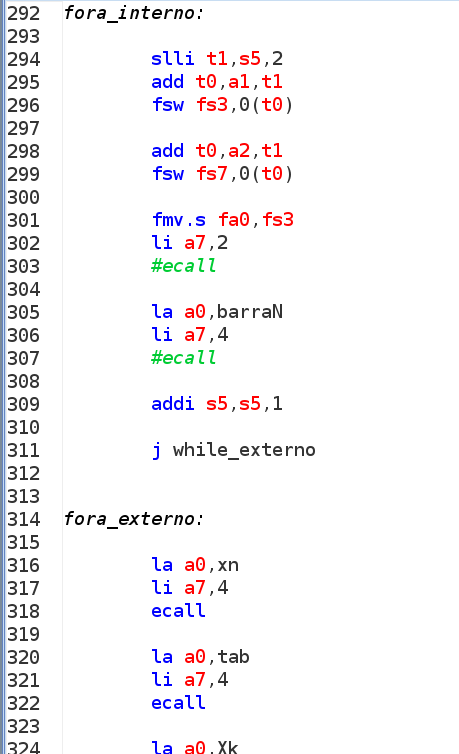 292 fora_interno:
293
294 slli t1,s5,2
295 add t0,a1,t1
296 fsw fs3,0(t0)
297
298 add t0,a2,t1
299 fsw fs7,0(t0)
300
301 fmv.s fa0,fs3
302 li a7,2
303 #ecall
304
305 la a0,barraN
306 li a7,4
307 #ecall
308
309 addi s5,s5,1
310
311 j while_externo
312
313
314 fora_externo:
315
316 la a0,xn
317 li a7,4
318 ecall
319
320 la a0,tab
321 li a7,4
322 ecall
323
324 la a0,Xk